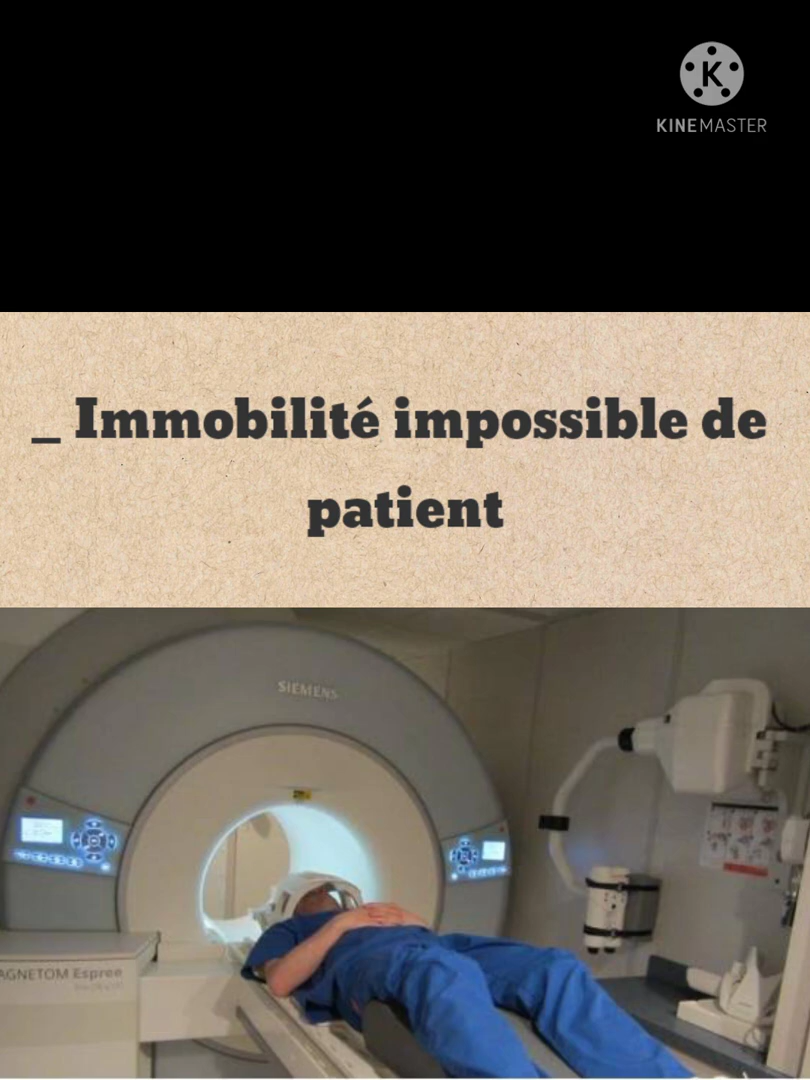 K
KINEMASTER
_ Immobilité impossible de
patient
SIEMENS
AGNETOM Espree